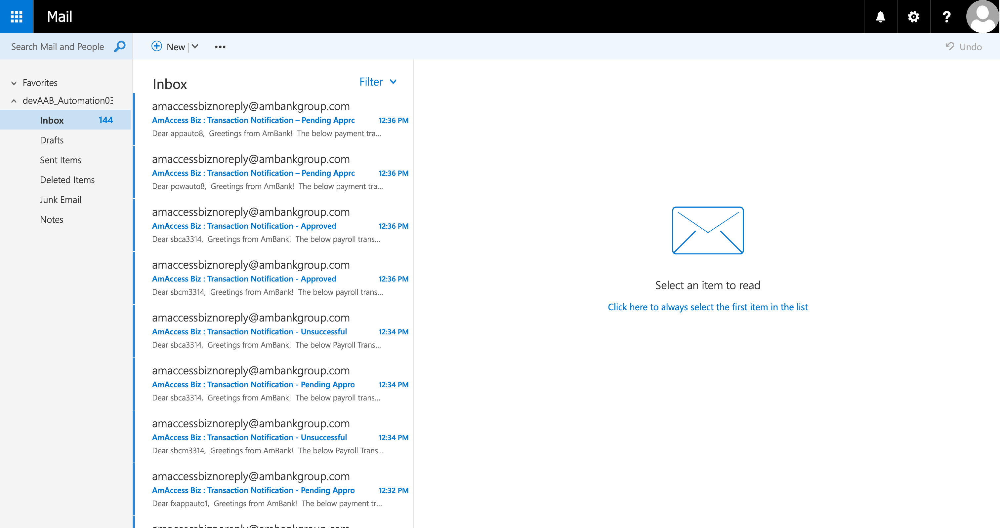 Mail
?
Search Mail and People
New
Undo
Favorites
devAAB_Automation03
Inbox 144
Drafts
Sent Items
Deleted Items
Junk Email
Notes
Inbox
Filter
amaccessbiznoreply@ambankgroup.com
AmAccess Biz : Transaction Notification – Pending Appro 12:36 PM
Dear appauto8, Greetings from AmBank! The below payment tra...
amaccessbiznoreply@ambankgroup.com
AmAccess Biz : Transaction Notification – Pending Appro 12:36 PM
Dear powauto8, Greetings from AmBank! The below payment tra...
amaccessbiznoreply@ambankgroup.com
AmAccess Biz : Transaction Notification - Approved 12:36 PM
Dear sbca3314, Greetings from AmBank! The below payroll trans...
amaccessbiznoreply@ambankgroup.com
AmAccess Biz : Transaction Notification - Approved 12:36 PM
Dear sbcm3314, Greetings from AmBank! The below payroll trans...
amaccessbiznoreply@ambankgroup.com
AmAccess Biz : Transaction Notification - Unsuccessful 12:34 PM
Dear sbca3314, Greetings from AmBank! The below Payroll Trans...
amaccessbiznoreply@ambankgroup.com
AmAccess Biz : Transaction Notification - Pending Appro 12:34 PM
Dear sbca3314, Greetings from AmBank! The below payroll trans...
amaccessbiznoreply@ambankgroup.com
AmAccess Biz : Transaction Notification - Unsuccessful 12:34 PM
Dear sbcm3314, Greetings from AmBank! The below Payroll Trans...
amaccessbiznoreply@ambankgroup.com
AmAccess Biz : Transaction Notification - Pending Appro 12:32 PM
Dear fxappauto1, Greetings from AmBank! The below payment tr...
Select an item to read
Click here to always select the first item in the list